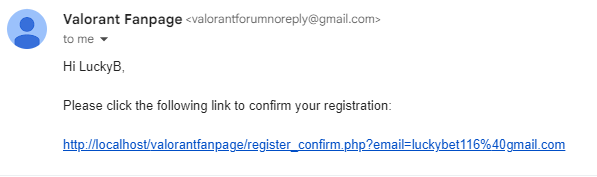 Valorant Fanpage <valorantforumnoreply@gmail.com>
to me
Hi LuckyB,
Please click the following link to confirm your registration:
http://localhost/valorantfanpage/register_confirm.php?email=luckybet116%40gmail.com